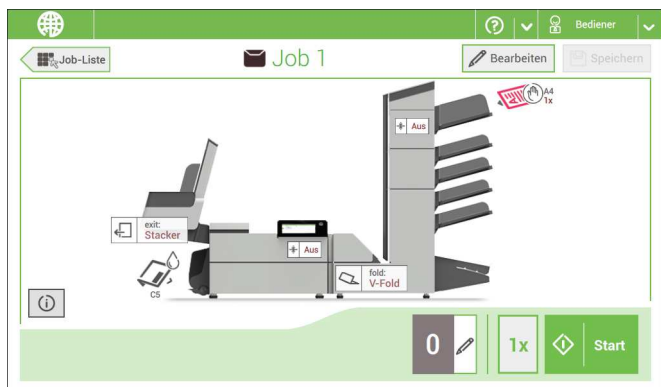 Bediener
Job-Liste
Job 1
Bearbeiten
Speichern
A4
1x
Aus
exit:
Stacker
Aus
fold:
V-Fold
C5
0
1x
Start